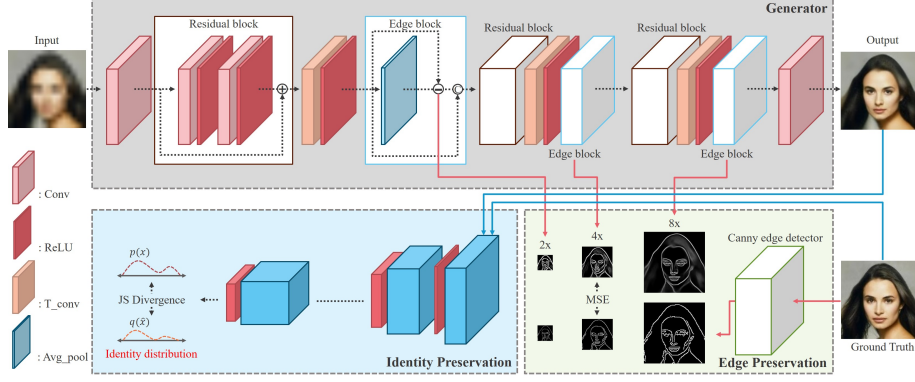 Generator
Input
Residual block
Edge block
Residual block
Residual block
Output
Edge block
Edge block
: Conv
: ReLU
: T_conv
: Avg_pool
p(x)
JS Divergence
q(x̂)
Identity distribution
Identity Preservation
2x
4x
8x
Canny edge detector
MSE
Edge Preservation
Ground Truth